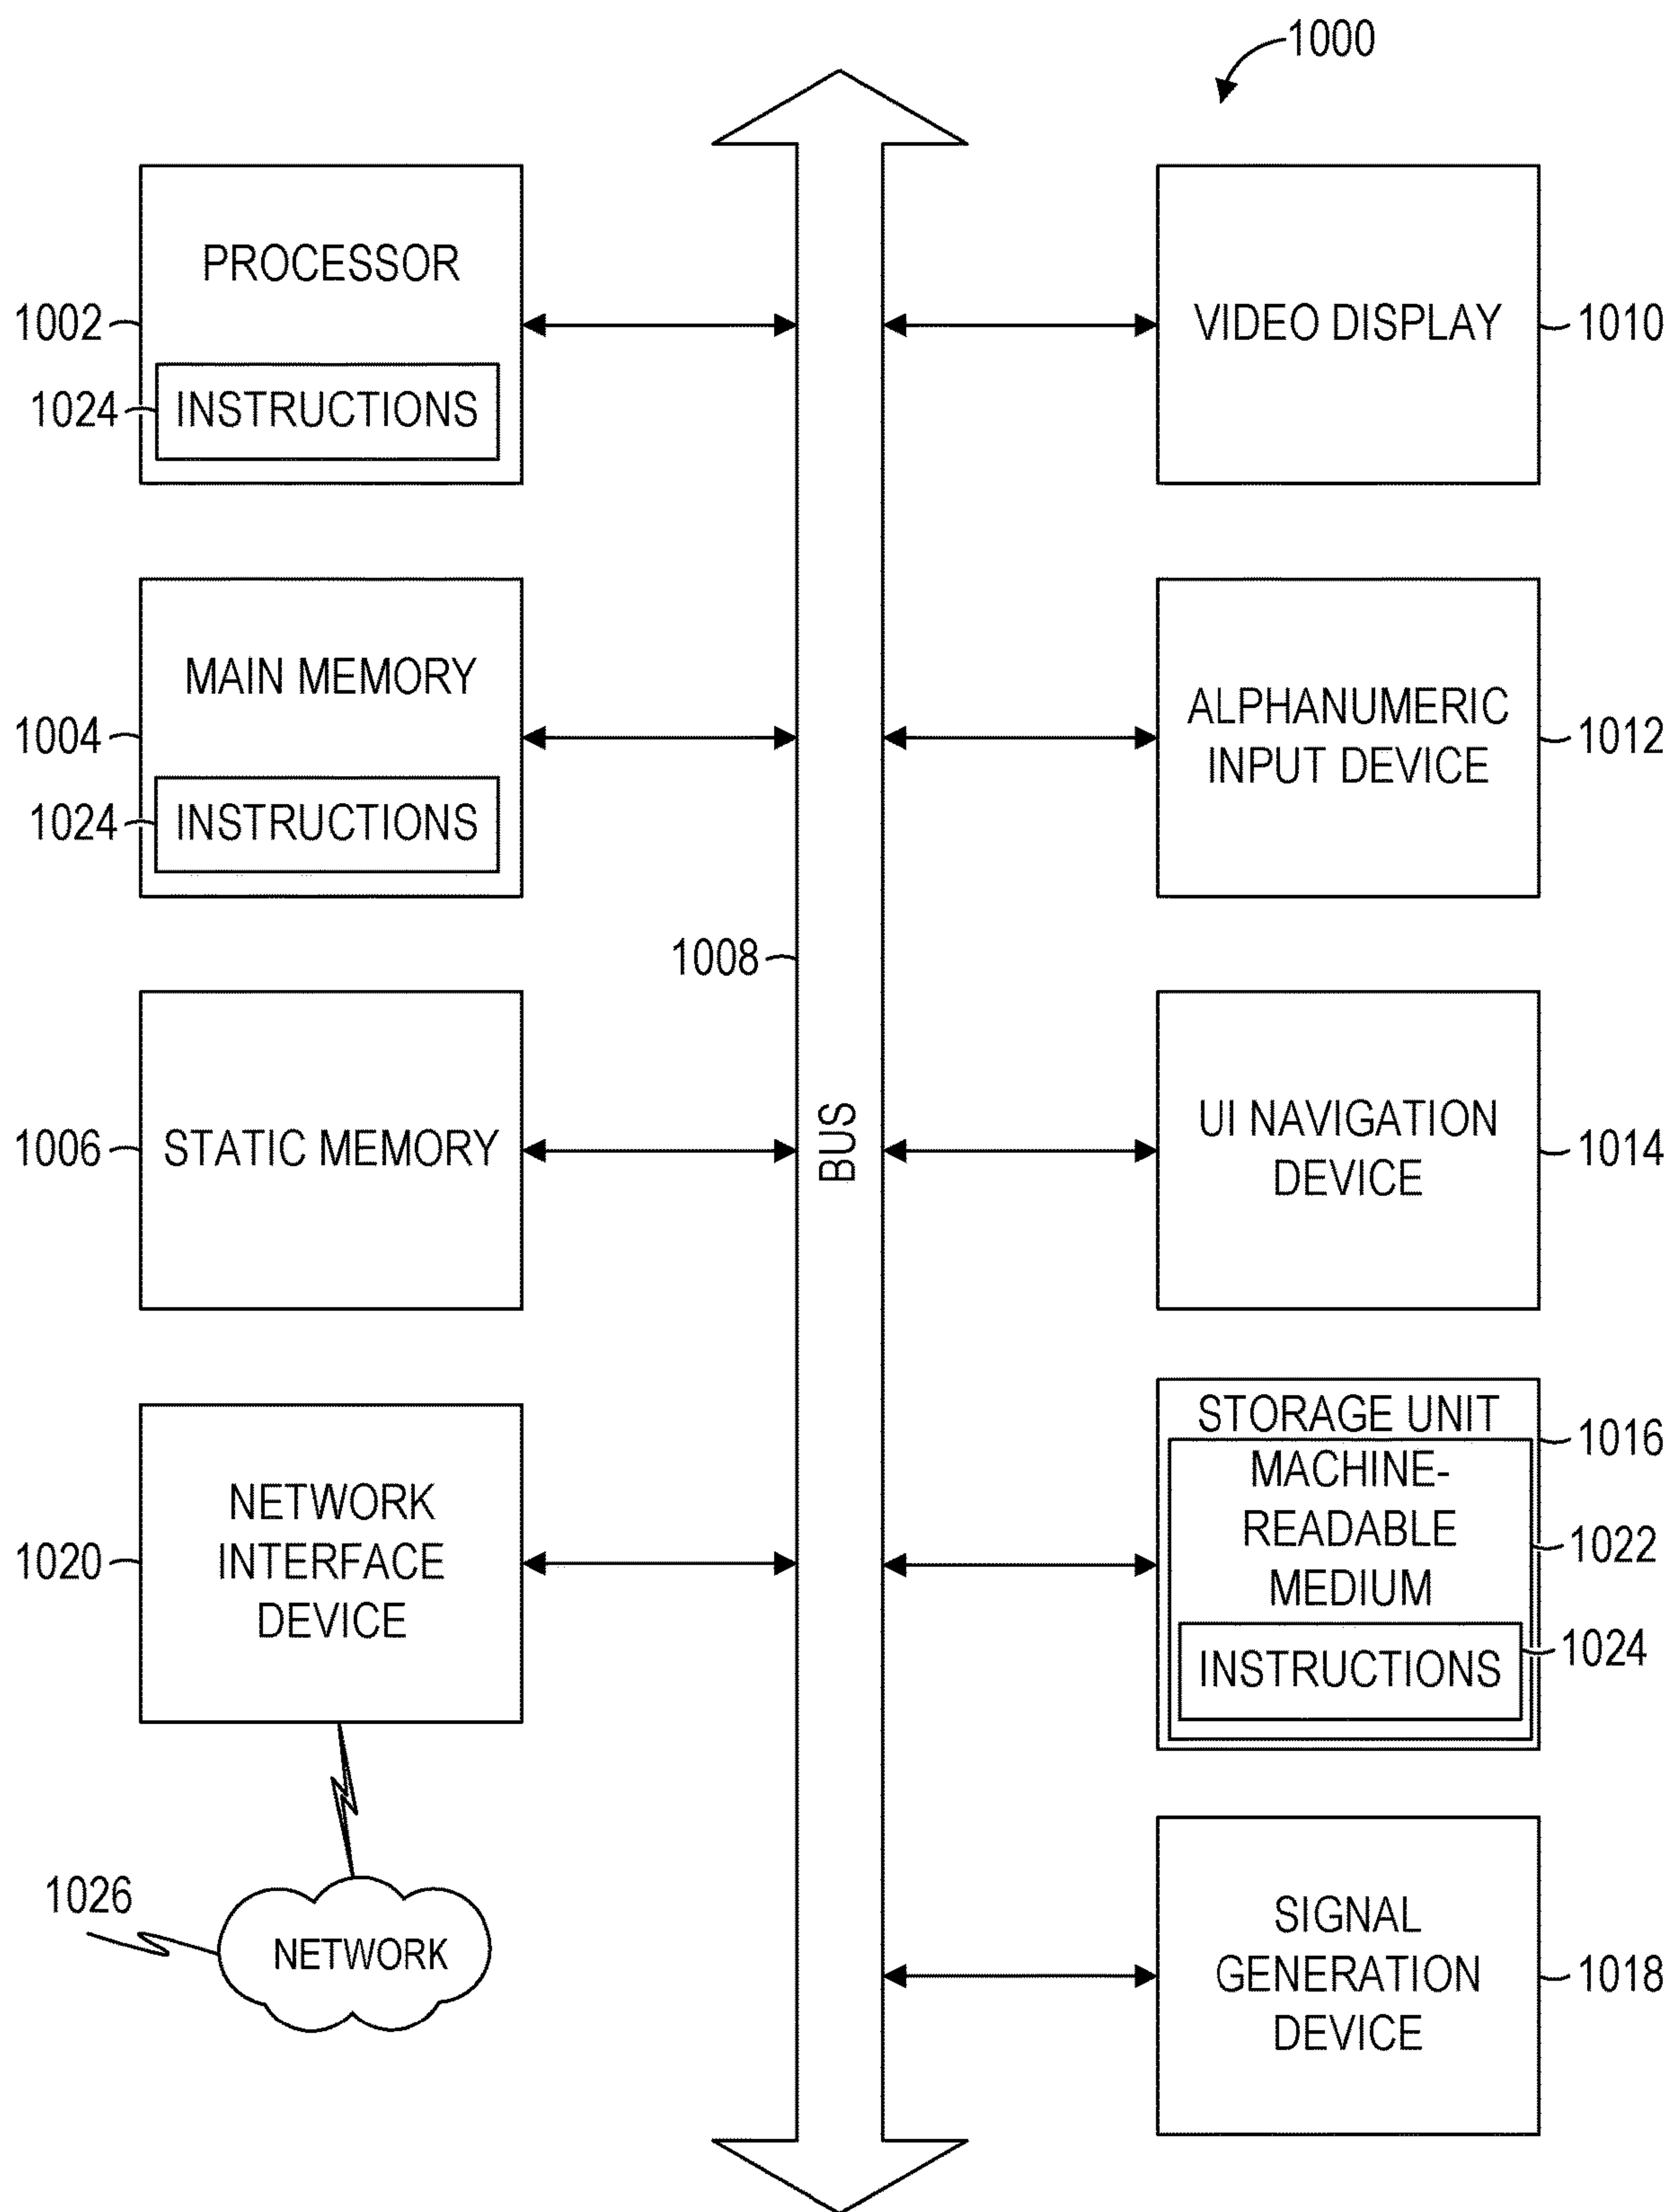 1000
PROCESSOR
1002
1024
INSTRUCTIONS
VIDEO DISPLAY
1010
MAIN MEMORY
1004
1024
INSTRUCTIONS
ALPHANUMERIC
INPUT DEVICE
1012
1008
BUS
STATIC MEMORY
1006
UI NAVIGATION
DEVICE
1014
NETWORK
INTERFACE
DEVICE
1020
STORAGE UNIT
1016
MACHINE-
READABLE
MEDIUM
1022
INSTRUCTIONS
1024
1026
NETWORK
SIGNAL
GENERATION
DEVICE
1018